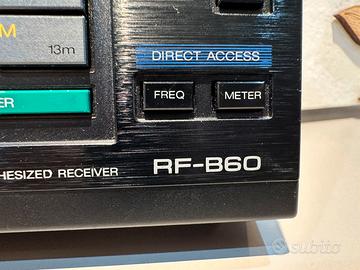 M
13m
DIRECT ACCESS
FREQ
METER
ER
HESIZED RECEIVER
RF-B60
subito